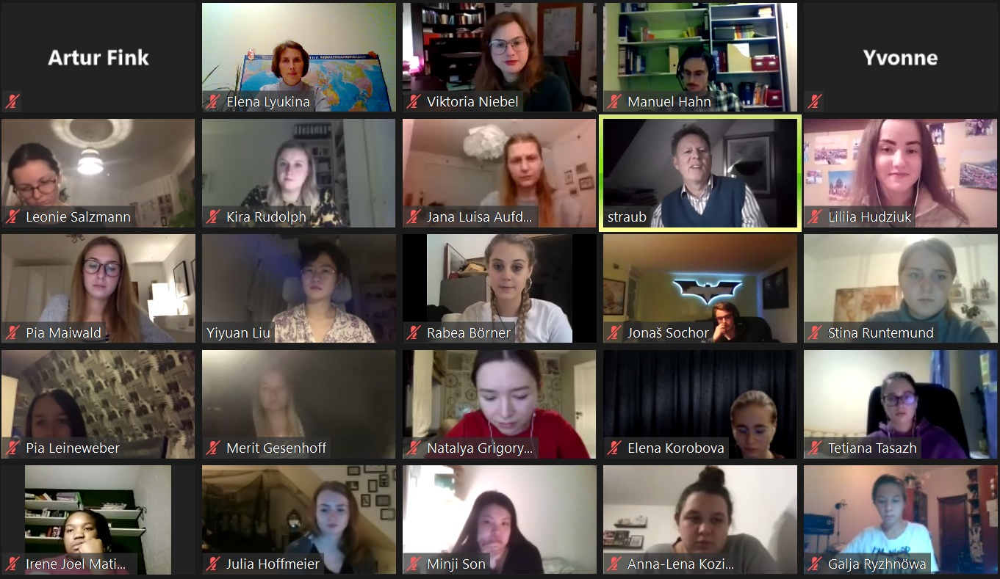 Artur Fink
Elena Lyukina
Viktoria Niebel
Manuel Hahn
Yvonne
Leonie Salzmann
Kira Rudolph
Jana Luisa Aufd...
straub
Liliia Hudziuk
Pia Maiwald
Yiyuan Liu
Rabea Börner
Jonaš Sochor
Stina Runtemund
Pia Leineweber
Merit Gesenhoff
Natalya Grigory...
Elena Korobova
Tetiana Tasazh
Irene Joel Mati...
Julia Hoffmeier
Minji Son
Anna-Lena Kozi...
Galja Ryzhnöwa